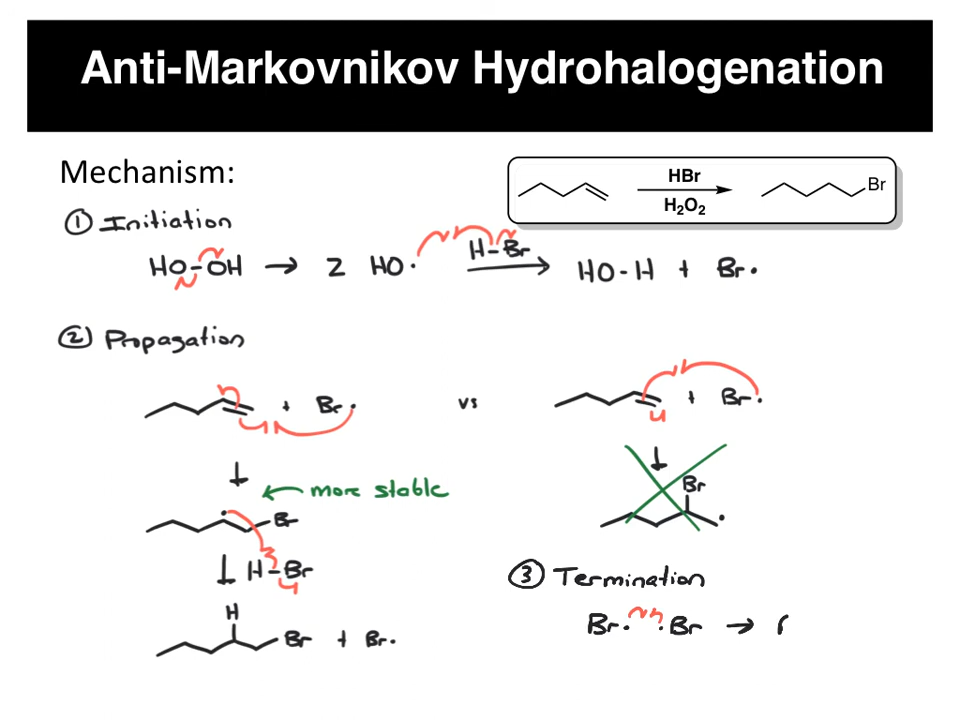 Anti-Markovnikov Hydrohalogenation
Mechanism:
HBr
H₂O₂
Br
① Initiation
HO-OH → 2 HO· H-Br → HO-H + Br·
② Propagation
+ Br· vs + Br·
← more stable
Br
Br
H-Br
③ Termination
H
Br + Br·
Br· ·Br →